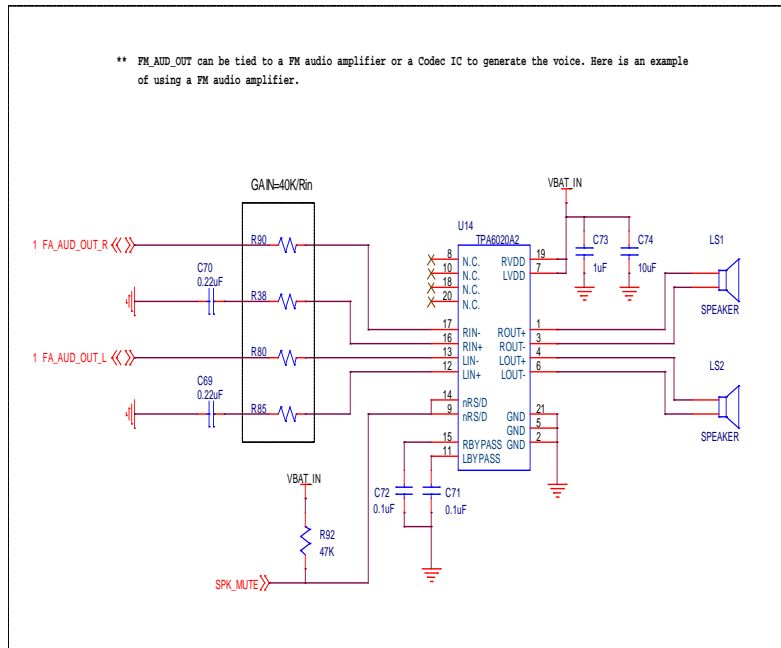 ** FM_AUD_OUT can be tied to a FM audio amplifier or a Codec IC to generate the voice. Here is an example
of using a FM audio amplifier.
GAIN=40K/Rin
VBAT_IN
U14
TPA6020A2
1 FA_AUD_OUT_R
R90
8 N.C.
10 N.C.
18 N.C.
20 N.C.
RVDD 19
LVDD 7
C73
1uF
C74
10uF
LS1
SPEAKER
C70
0.22uF
R38
17 RIN-
16 RIN+
13 LIN-
12 LIN+
ROUT+ 1
ROUT- 3
LOUT+ 4
LOUT- 6
1 FA_AUD_OUT_L
R80
LS2
SPEAKER
C69
0.22uF
R85
14 nRS/D
9 nRS/D
GND 21
GND 5
GND 2
15 RBYPASS
11 LBYPASS
C72
0.1uF
C71
0.1uF
VBAT_IN
R92
47K
SPK_MUTE